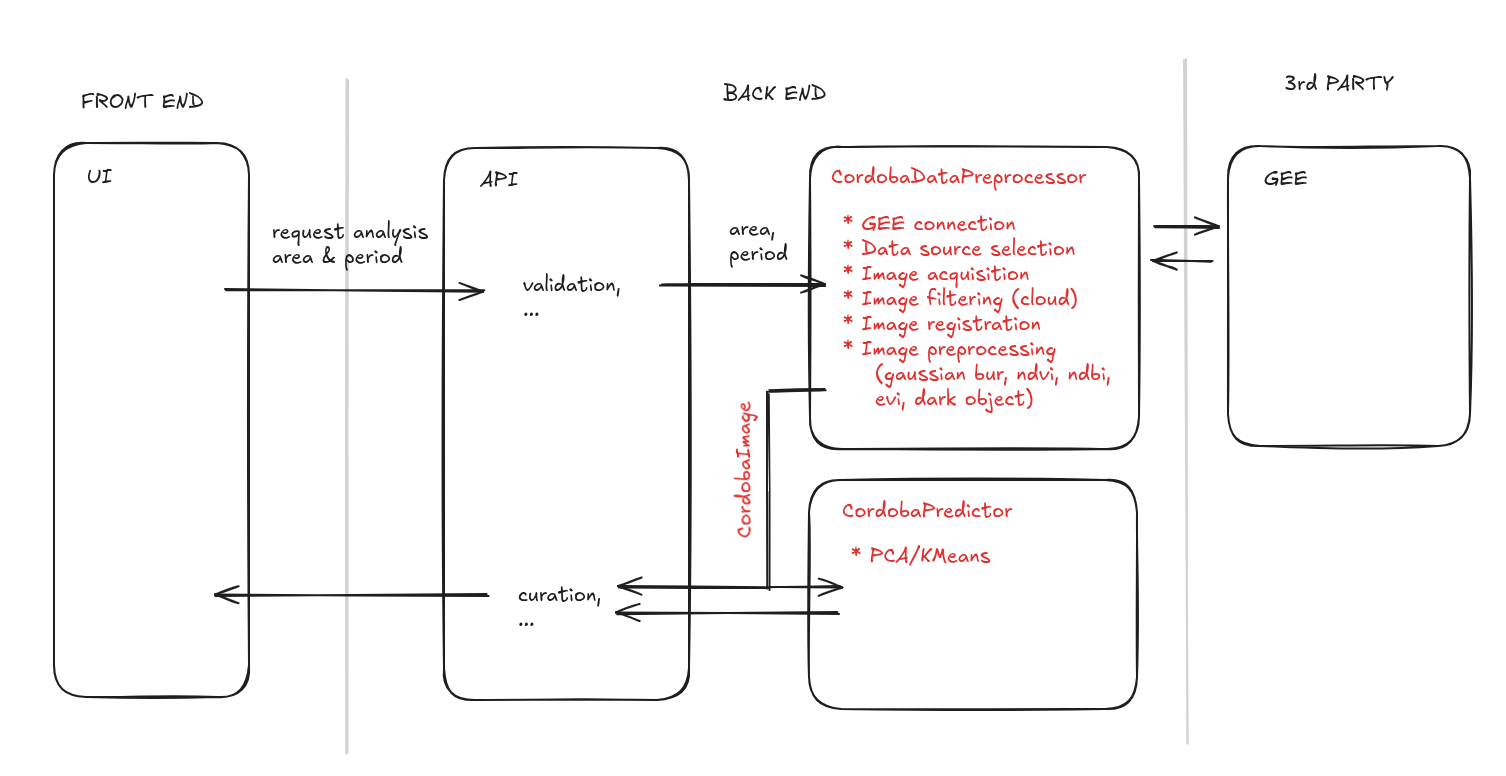 FRONT END
BACK END
3rd PARTY
UI
API
CordobaDataPreprocessor
GEE
request analysis
area & period
area,
period
validation,
...
* GEE connection
* Data source selection
* Image acquisition
* Image filtering (cloud)
* Image registration
* Image preprocessing
(gaussian bur, ndvi, ndbi,
evi, dark object)
CordobaImage
CordobaPredictor
* PCA/KMeans
curation,
...